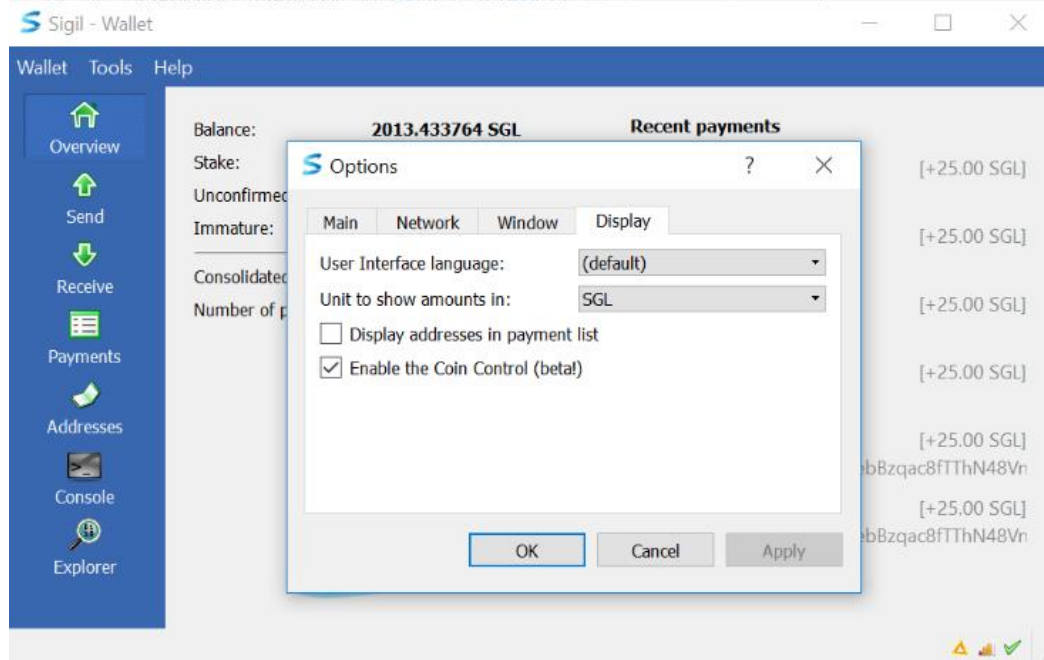 Sigil - Wallet
Wallet Tools Help
Overview
Send
Receive
Payments
Addresses
Console
Explorer
Balance: 2013.433764 SGL
Stake:
Unconfirmed
Immature:
Consolidated
Number of p
Recent payments
[+25.00 SGL]
[+25.00 SGL]
[+25.00 SGL]
[+25.00 SGL]
[+25.00 SGL]
bBzqac8fTThN48Vn
[+25.00 SGL]
bBzqac8fTThN48Vn
Options ?
Main Network Window Display
User Interface language: (default)
Unit to show amounts in: SGL
Display addresses in payment list
Enable the Coin Control (beta!)
OK Cancel Apply